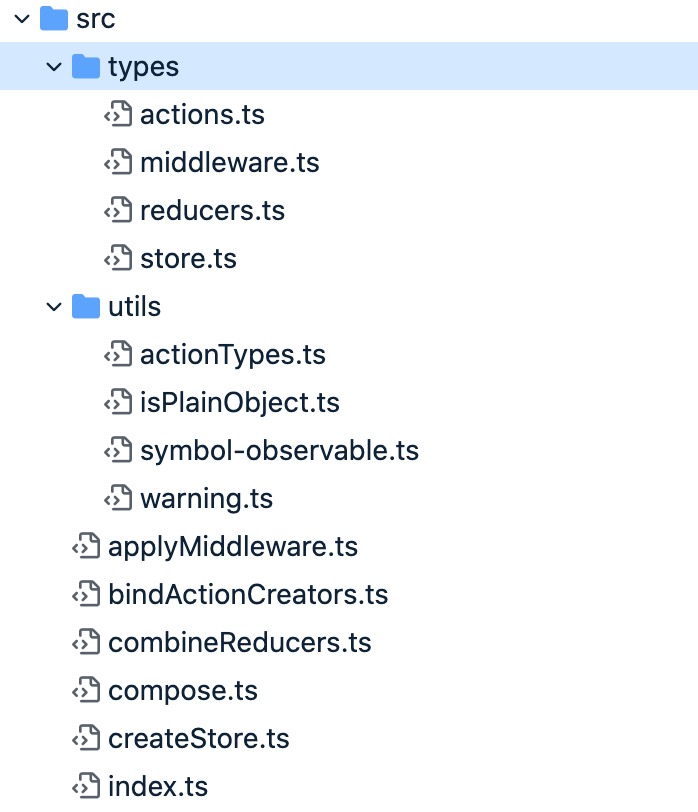 src
types
actions.ts
middleware.ts
reducers.ts
store.ts
utils
actionTypes.ts
isPlainObject.ts
symbol-observable.ts
warning.ts
applyMiddleware.ts
bindActionCreators.ts
combineReducers.ts
compose.ts
createStore.ts
index.ts